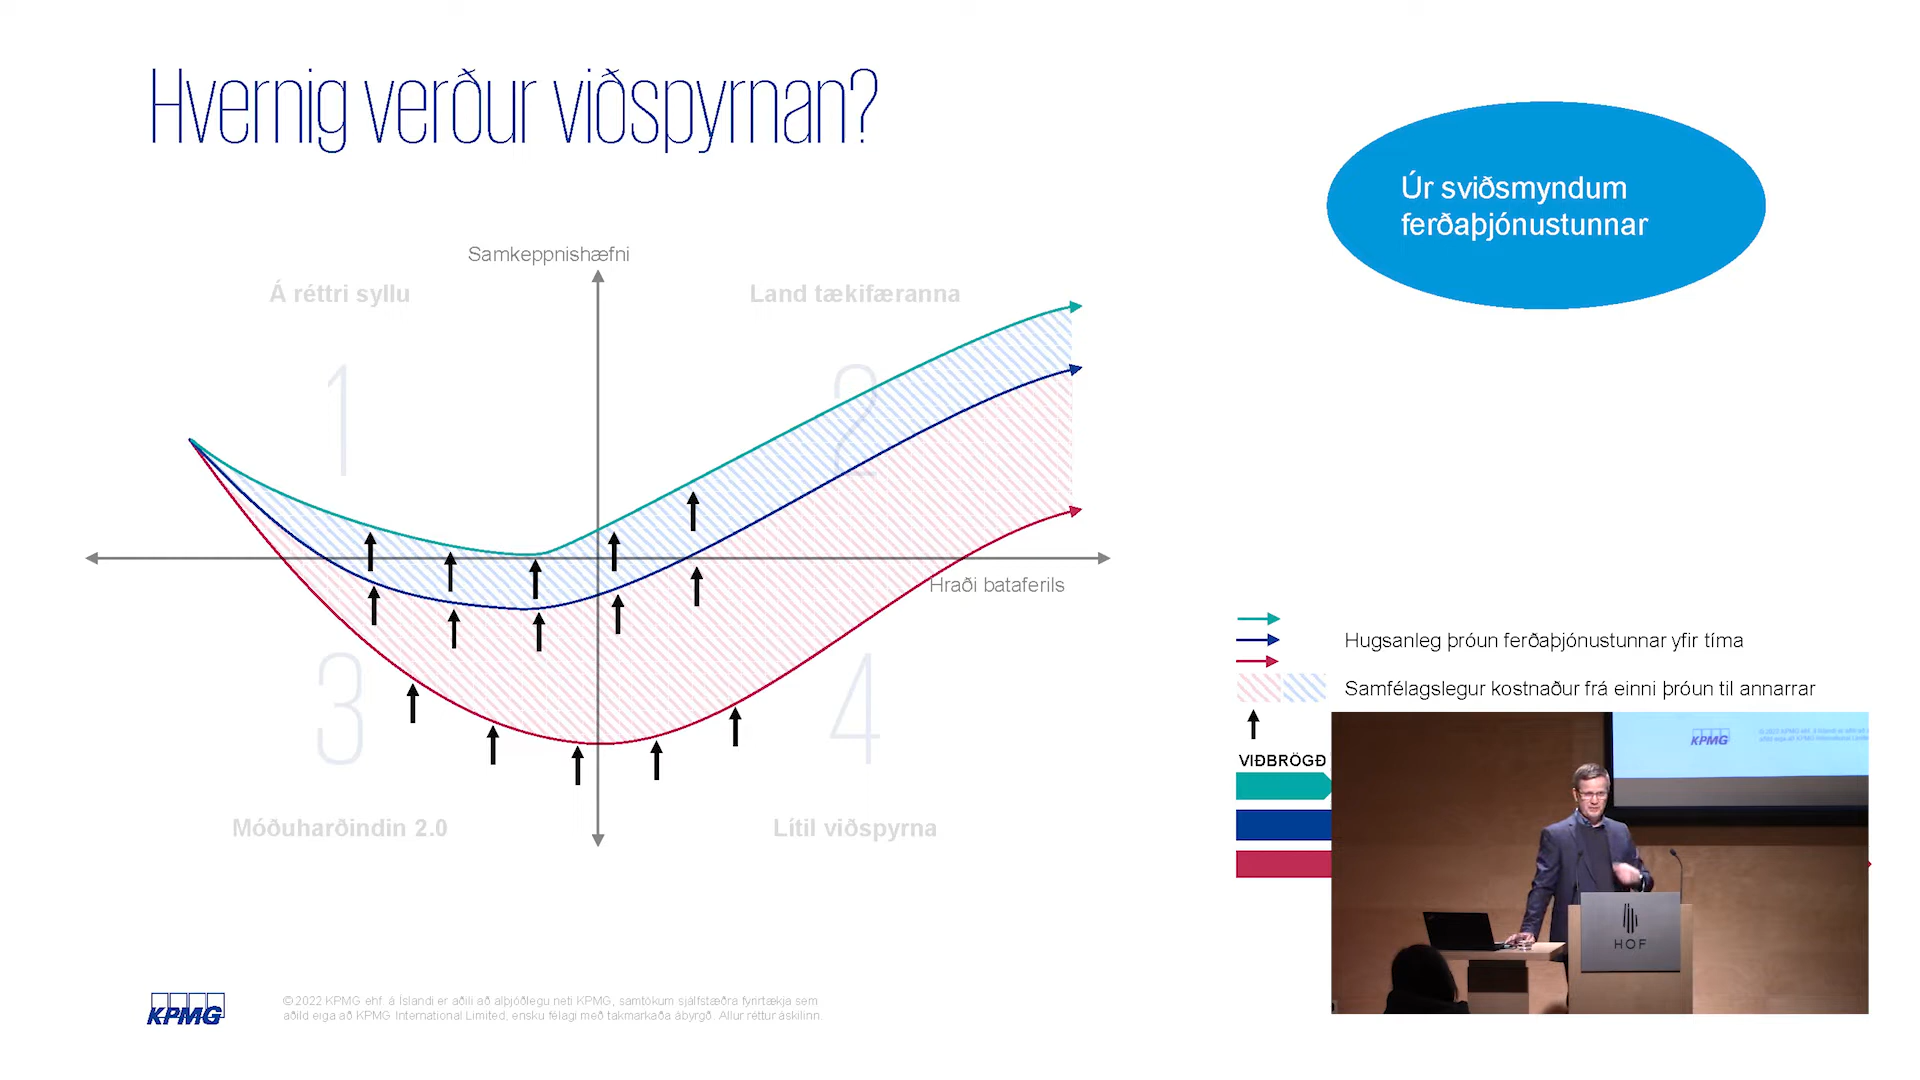 Hvernig verður viðspyrnan?
Úr sviðsmyndum
ferðaþjónustunnar
Samkeppnishæfni
Á réttri syllu
Land tækifæranna
1
2
Hraði bataferils
3
4
Móðuharðindin 2.0
Lítil viðspyrna
Hugsanleg þróun ferðaþjónustunnar yfir tíma
Samfélagslegur kostnaður frá einni þróun til annarrar
VIÐBRÖGÐ
KPMG
HOF
KPMG
© 2022 KPMG ehf. á Íslandi er aðili að alþjóðlegu neti KPMG, samtökum sjálfstæðra fyrirtækja sem
aðild eiga að KPMG International Limited, ensku félagi með takmarkaða ábyrgð. Allur réttur áskilinn.